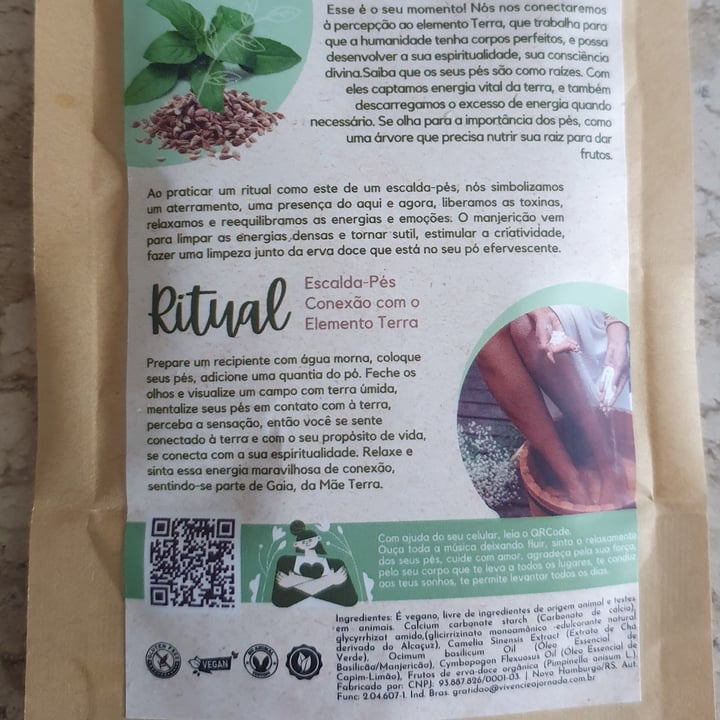 Esse é o seu momento! Nós nos conectaremos
à percepção ao elemento Terra, que trabalha para
que a humanidade tenha corpos perfeitos, e possa
desenvolver a sua espiritualidade, sua consciência
divina.Saiba que os seus pés são como raízes. Com
eles captamos energia vital da terra, e também
descarregamos o excesso de energia quando
necessário. Se olha para a importância dos pés, como
uma árvore que precisa nutrir sua raiz para dar
frutos.
Ao praticar um ritual como este de um escalda-pés, nós simbolizamos
um aterramento, uma presença do aqui e agora, liberamos as toxinas,
relaxamos e reequilibramos as energias e emoções. O manjericão vem
para limpar as energias densas e tornar sutil, estimular a criatividade,
fazer uma limpeza junto da erva doce que está no seu pó efervescente.
Ritual
Escalda-Pés
Conexão com o
Elemento Terra
Prepare um recipiente com água morna, coloque
seus pés, adicione uma quantia do pó. Feche os
olhos e visualize um campo com terra úmida,
mentalize seus pés em contato com à terra,
perceba a sensação, então você se sente
conectado à terra e com o seu propósito de vida,
se conecta com a sua espiritualidade. Relaxe e
sinta essa energia maravilhosa de conexão,
sentindo-se parte de Gaia, da Mãe Terra.
Com ajuda do seu celular, leia o QRCode.
Ouça toda a música deixando fluir, sinta o relaxamento
dos seus pés, cuide com amor, agradeça pela sua força,
pelo seu corpo que te leva a todos os lugares, te conduz
aos teus sonhos, te permite levantar todos os dias.
Ingredientes: É vegano, livre de ingredientes de origem animal e testes
em animais. Calcium carbonate starch (Carbonato de cálcio),
glycyrrhizat amido,(glicirrizinato monoamônico edulcorante natural
derivado do Alcaçuz), Camelia Sinensis Extract (Extrato de Chá
Verde), Ocimum Basilicum Oil (Óleo Essencial de
Basilicão/Manjericão), Cymbopogon Flexuosus Oil (Óleo Essencial de
Capim-Limão), Frutos de erva-doce orgânica (Pimpinella anisum L.)
Fabricado por: CNPJ: 93.887.826/0001-03. | Novo Hamburgo/RS. Aut.
Func: 2.04.607-1. Ind. Bras. gratidao@vivencieajornada.com.br
GLUTEN FREE
VEGAN